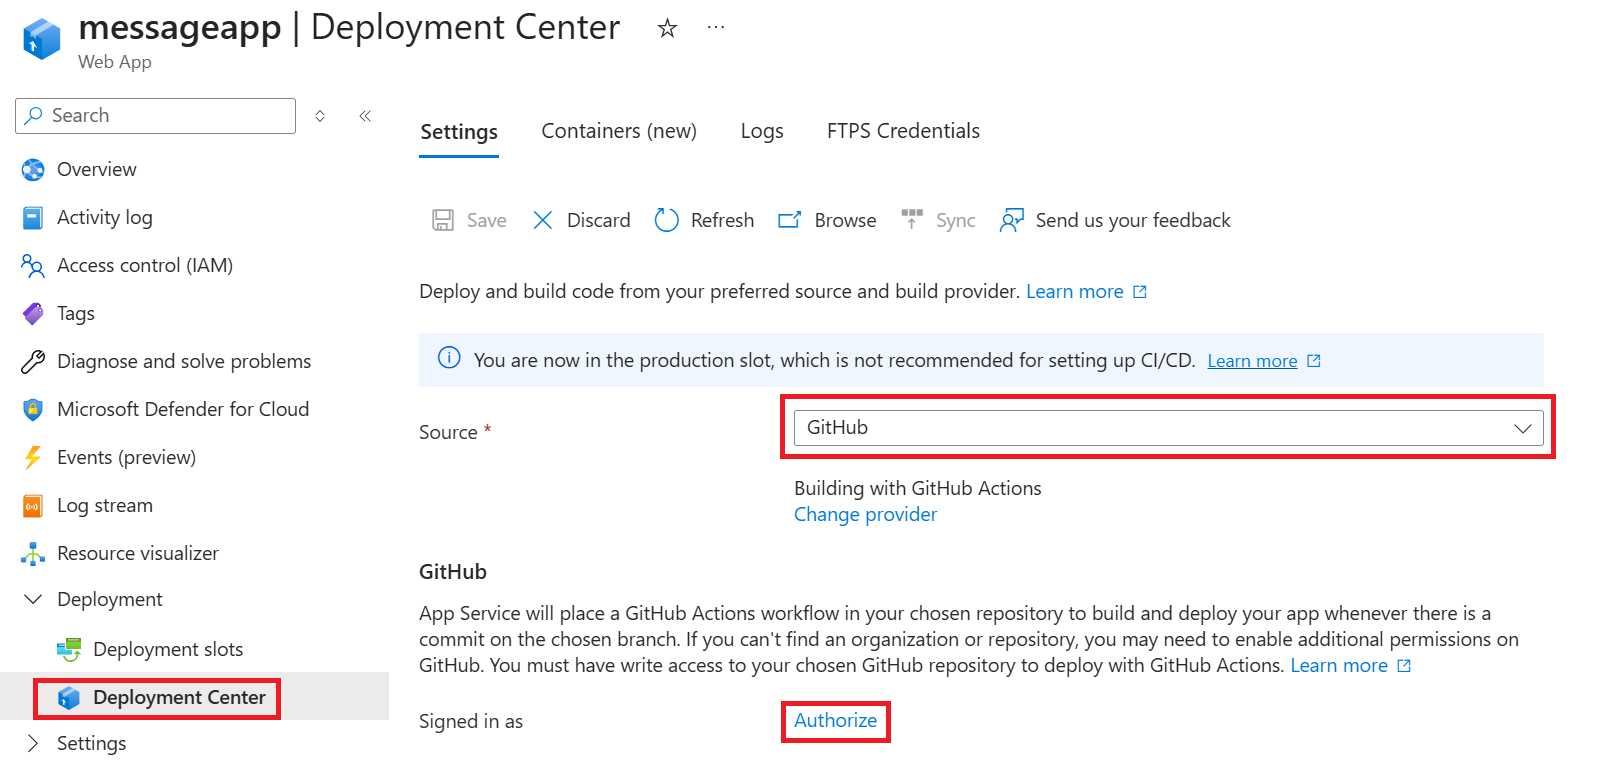 messageapp | Deployment Center
Web App
Search
Overview
Activity log
Access control (IAM)
Tags
Diagnose and solve problems
Microsoft Defender for Cloud
Events (preview)
Log stream
Resource visualizer
Deployment
Deployment slots
Deployment Center
Settings
Settings Containers (new) Logs FTPS Credentials
Save Discard Refresh Browse Sync Send us your feedback
Deploy and build code from your preferred source and build provider. Learn more
You are now in the production slot, which is not recommended for setting up CI/CD. Learn more
Source * GitHub
Building with GitHub Actions
Change provider
GitHub
App Service will place a GitHub Actions workflow in your chosen repository to build and deploy your app whenever there is a
commit on the chosen branch. If you can't find an organization or repository, you may need to enable additional permissions on
GitHub. You must have write access to your chosen GitHub repository to deploy with GitHub Actions. Learn more
Signed in as Authorize